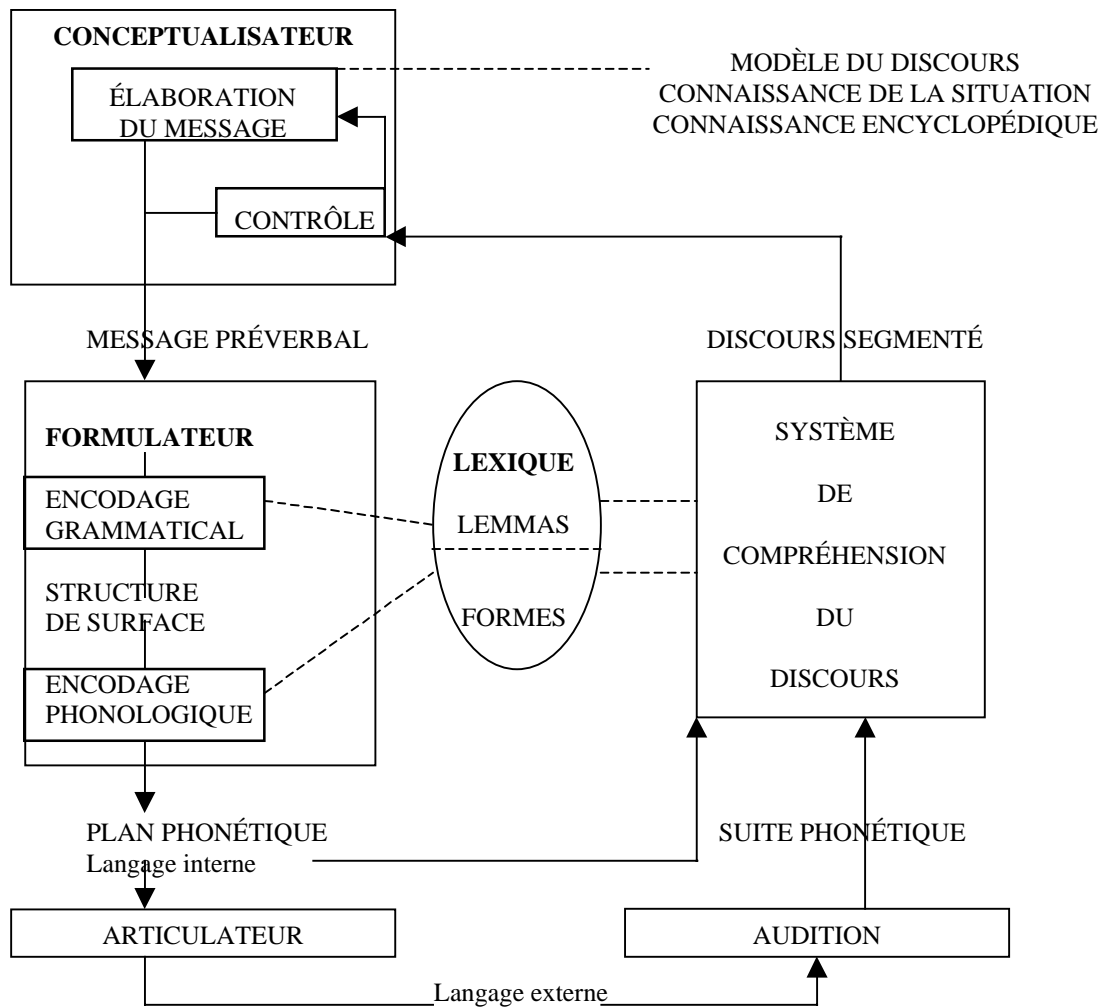 CONCEPTUALISATEUR
ÉLABORATION
DU MESSAGE
MODÈLE DU DISCOURS
CONNAISSANCE DE LA SITUATION
CONNAISSANCE ENCYCLOPÉDIQUE
CONTRÔLE
MESSAGE PRÉVERBAL
DISCOURS SEGMENTÉ
FORMULATEUR
ENCODAGE
GRAMMATICAL
STRUCTURE
DE SURFACE
ENCODAGE
PHONOLOGIQUE
LEXIQUE
LEMMAS
FORMES
SYSTÈME
DE
COMPRÉHENSION
DU
DISCOURS
PLAN PHONÉTIQUE
Langage interne
SUITE PHONÉTIQUE
ARTICULATEUR
AUDITION
Langage externe